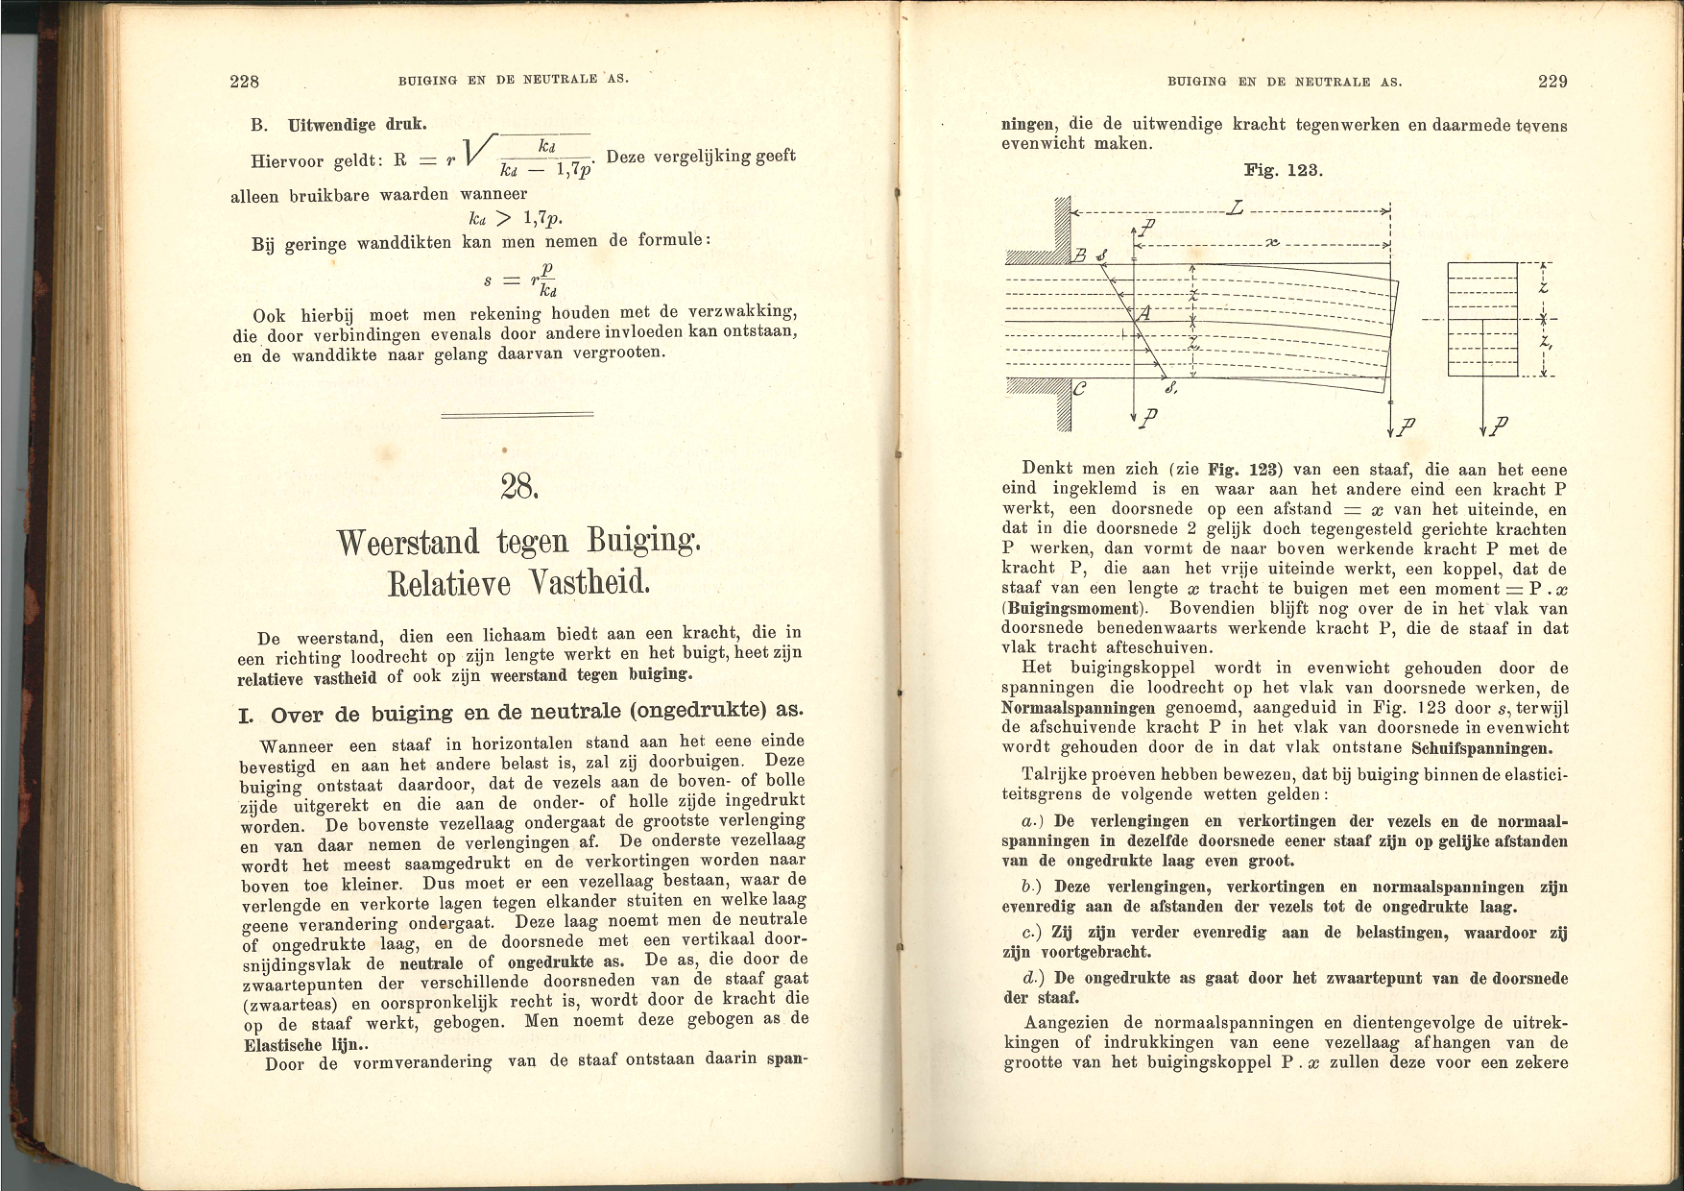 228 BUIGING EN DE NEUTRALE AS.
B. Uitwendige druk.
Hiervoor geldt: R = r √ kd / kd — 1,7p. Deze vergelijking geeft
alleen bruikbare waarden wanneer
kd > 1,7p.
Bij geringe wanddikten kan men nemen de formule:
s = r p/kd
Ook hierbij moet men rekening houden met de verzwakking,
die door verbindingen evenals door andere invloeden kan ontstaan,
en de wanddikte naar gelang daarvan vergrooten.
28.
Weerstand tegen Buiging.
Relatieve Vastheid.
De weerstand, dien een lichaam biedt aan een kracht, die in
een richting loodrecht op zijn lengte werkt en het buigt, heet zijn
relatieve vastheid of ook zijn weerstand tegen buiging.
I. Over de buiging en de neutrale (ongedrukte) as.
Wanneer een staaf in horizontalen stand aan het eene einde
bevestigd en aan het andere belast is, zal zij doorbuigen. Deze
buiging ontstaat daardoor, dat de vezels aan de boven- of bolle
zijde uitgerekt en die aan de onder- of holle zijde ingedrukt
worden. De bovenste vezellaag ondergaat de grootste verlenging
en van daar nemen de verlengingen af. De onderste vezellaag
wordt het meest saamgedrukt en de verkortingen worden naar
boven toe kleiner. Dus moet er een vezellaag bestaan, waar de
verlengde en verkorte lagen tegen elkander stuiten en welke laag
geene verandering ondergaat. Deze laag noemt men de neutrale
of ongedrukte laag, en de doorsnede met een vertikaal door-
snijdingsvlak de neutrale of ongedrukte as. De as, die door de
zwaartepunten der verschillende doorsneden van de staaf gaat
(zwaarteas) en oorspronkelijk recht is, wordt door de kracht die
op de staaf werkt, gebogen. Men noemt deze gebogen as de
Elastische lijn..
Door de vormverandering van de staaf ontstaan daarin span-
BUIGING EN DE NEUTRALE AS. 229
ningen, die de uitwendige kracht tegenwerken en daarmede tevens
evenwicht maken.
Fig. 123.
L
P
x
B s
z
A
z,
C s,
P
P
z
z,
P
Denkt men zich (zie Fig. 123) van een staaf, die aan het eene
eind ingeklemd is en waar aan het andere eind een kracht P
werkt, een doorsnede op een afstand = x van het uiteinde, en
dat in die doorsnede 2 gelijk doch tegengesteld gerichte krachten
P werken, dan vormt de naar boven werkende kracht P met de
kracht P, die aan het vrije uiteinde werkt, een koppel, dat de
staaf van een lengte x tracht te buigen met een moment = P . x
(Buigingsmoment). Bovendien blijft nog over de in het vlak van
doorsnede benedenwaarts werkende kracht P, die de staaf in dat
vlak tracht afteschuiven.
Het buigingskoppel wordt in evenwicht gehouden door de
spanningen die loodrecht op het vlak van doorsnede werken, de
Normaalspanningen genoemd, aangeduid in Fig. 123 door s, terwijl
de afschuivende kracht P in het vlak van doorsnede in evenwicht
wordt gehouden door de in dat vlak ontstane Schuifspanningen.
Talrijke proeven hebben bewezen, dat bij buiging binnen de elastici-
teitsgrens de volgende wetten gelden:
a.) De verlengingen en verkortingen der vezels en de normaal-
spanningen in dezelfde doorsnede eener staaf zijn op gelijke afstanden
van de ongedrukte laag even groot.
b.) Deze verlengingen, verkortingen en normaalspanningen zijn
evenredig aan de afstanden der vezels tot de ongedrukte laag.
c.) Zij zijn verder evenredig aan de belastingen, waardoor zij
zijn voortgebracht.
d.) De ongedrukte as gaat door het zwaartepunt van de doorsnede
der staaf.
Aangezien de normaalspanningen en dientengevolge de uitrek-
kingen of indrukkingen van eene vezellaag afhangen van de
grootte van het buigingskoppel P . x zullen deze voor een zekere